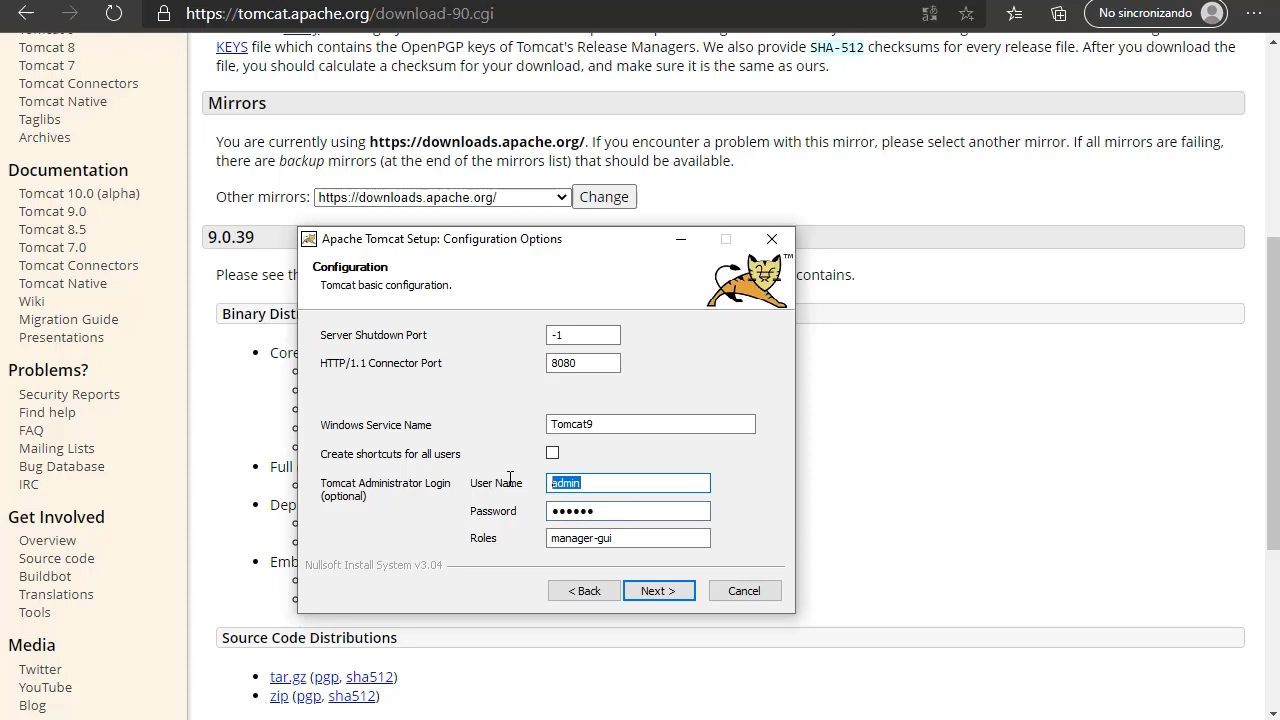 https://tomcat.apache.org/download-90.cgi
No sincronizando
Tomcat 8
Tomcat 7
Tomcat Connectors
Tomcat Native
Taglibs
Archives
Documentation
Tomcat 10.0 (alpha)
Tomcat 9.0
Tomcat 8.5
Tomcat 7.0
Tomcat Connectors
Tomcat Native
Wiki
Migration Guide
Presentations
Problems?
Security Reports
Find help
FAQ
Mailing Lists
Bug Database
IRC
Get Involved
Overview
Source code
Buildbot
Translations
Tools
Media
Twitter
YouTube
Blog
KEYS file which contains the OpenPGP keys of Tomcat's Release Managers. We also provide SHA-512 checksums for every release file. After you download the
file, you should calculate a checksum for your download, and make sure it is the same as ours.
Mirrors
You are currently using https://downloads.apache.org/. If you encounter a problem with this mirror, please select another mirror. If all mirrors are failing,
there are backup mirrors (at the end of the mirrors list) that should be available.
Other mirrors: https://downloads.apache.org/ Change
9.0.39
Please see th
contains.
Binary Dist
Core
Full
Dep
Emb
Apache Tomcat Setup: Configuration Options
Configuration
Tomcat basic configuration.
TM
Server Shutdown Port -1
HTTP/1.1 Connector Port 8080
Windows Service Name Tomcat9
Create shortcuts for all users
Tomcat Administrator Login User Name admin
(optional)
Password ••••••
Roles manager-gui
Nullsoft Install System v3.04
< Back Next > Cancel
Source Code Distributions
tar.gz (pgp, sha512)
zip (pgp, sha512)